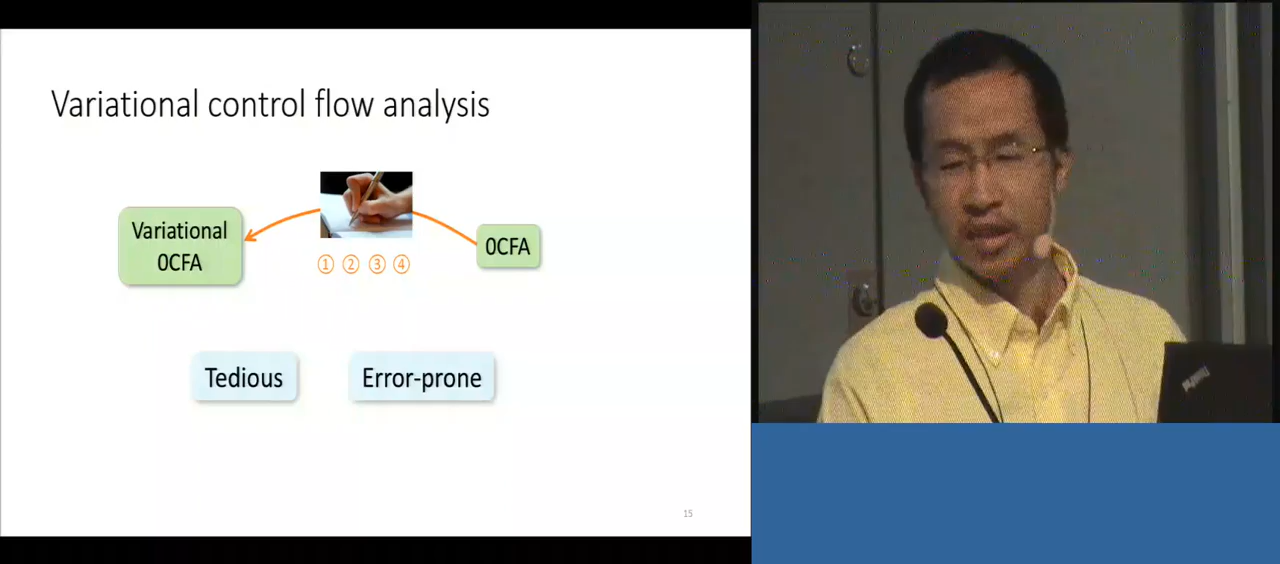 Variational control flow analysis
Variational
0CFA
① ② ③ ④
0CFA
Tedious
Error-prone
15